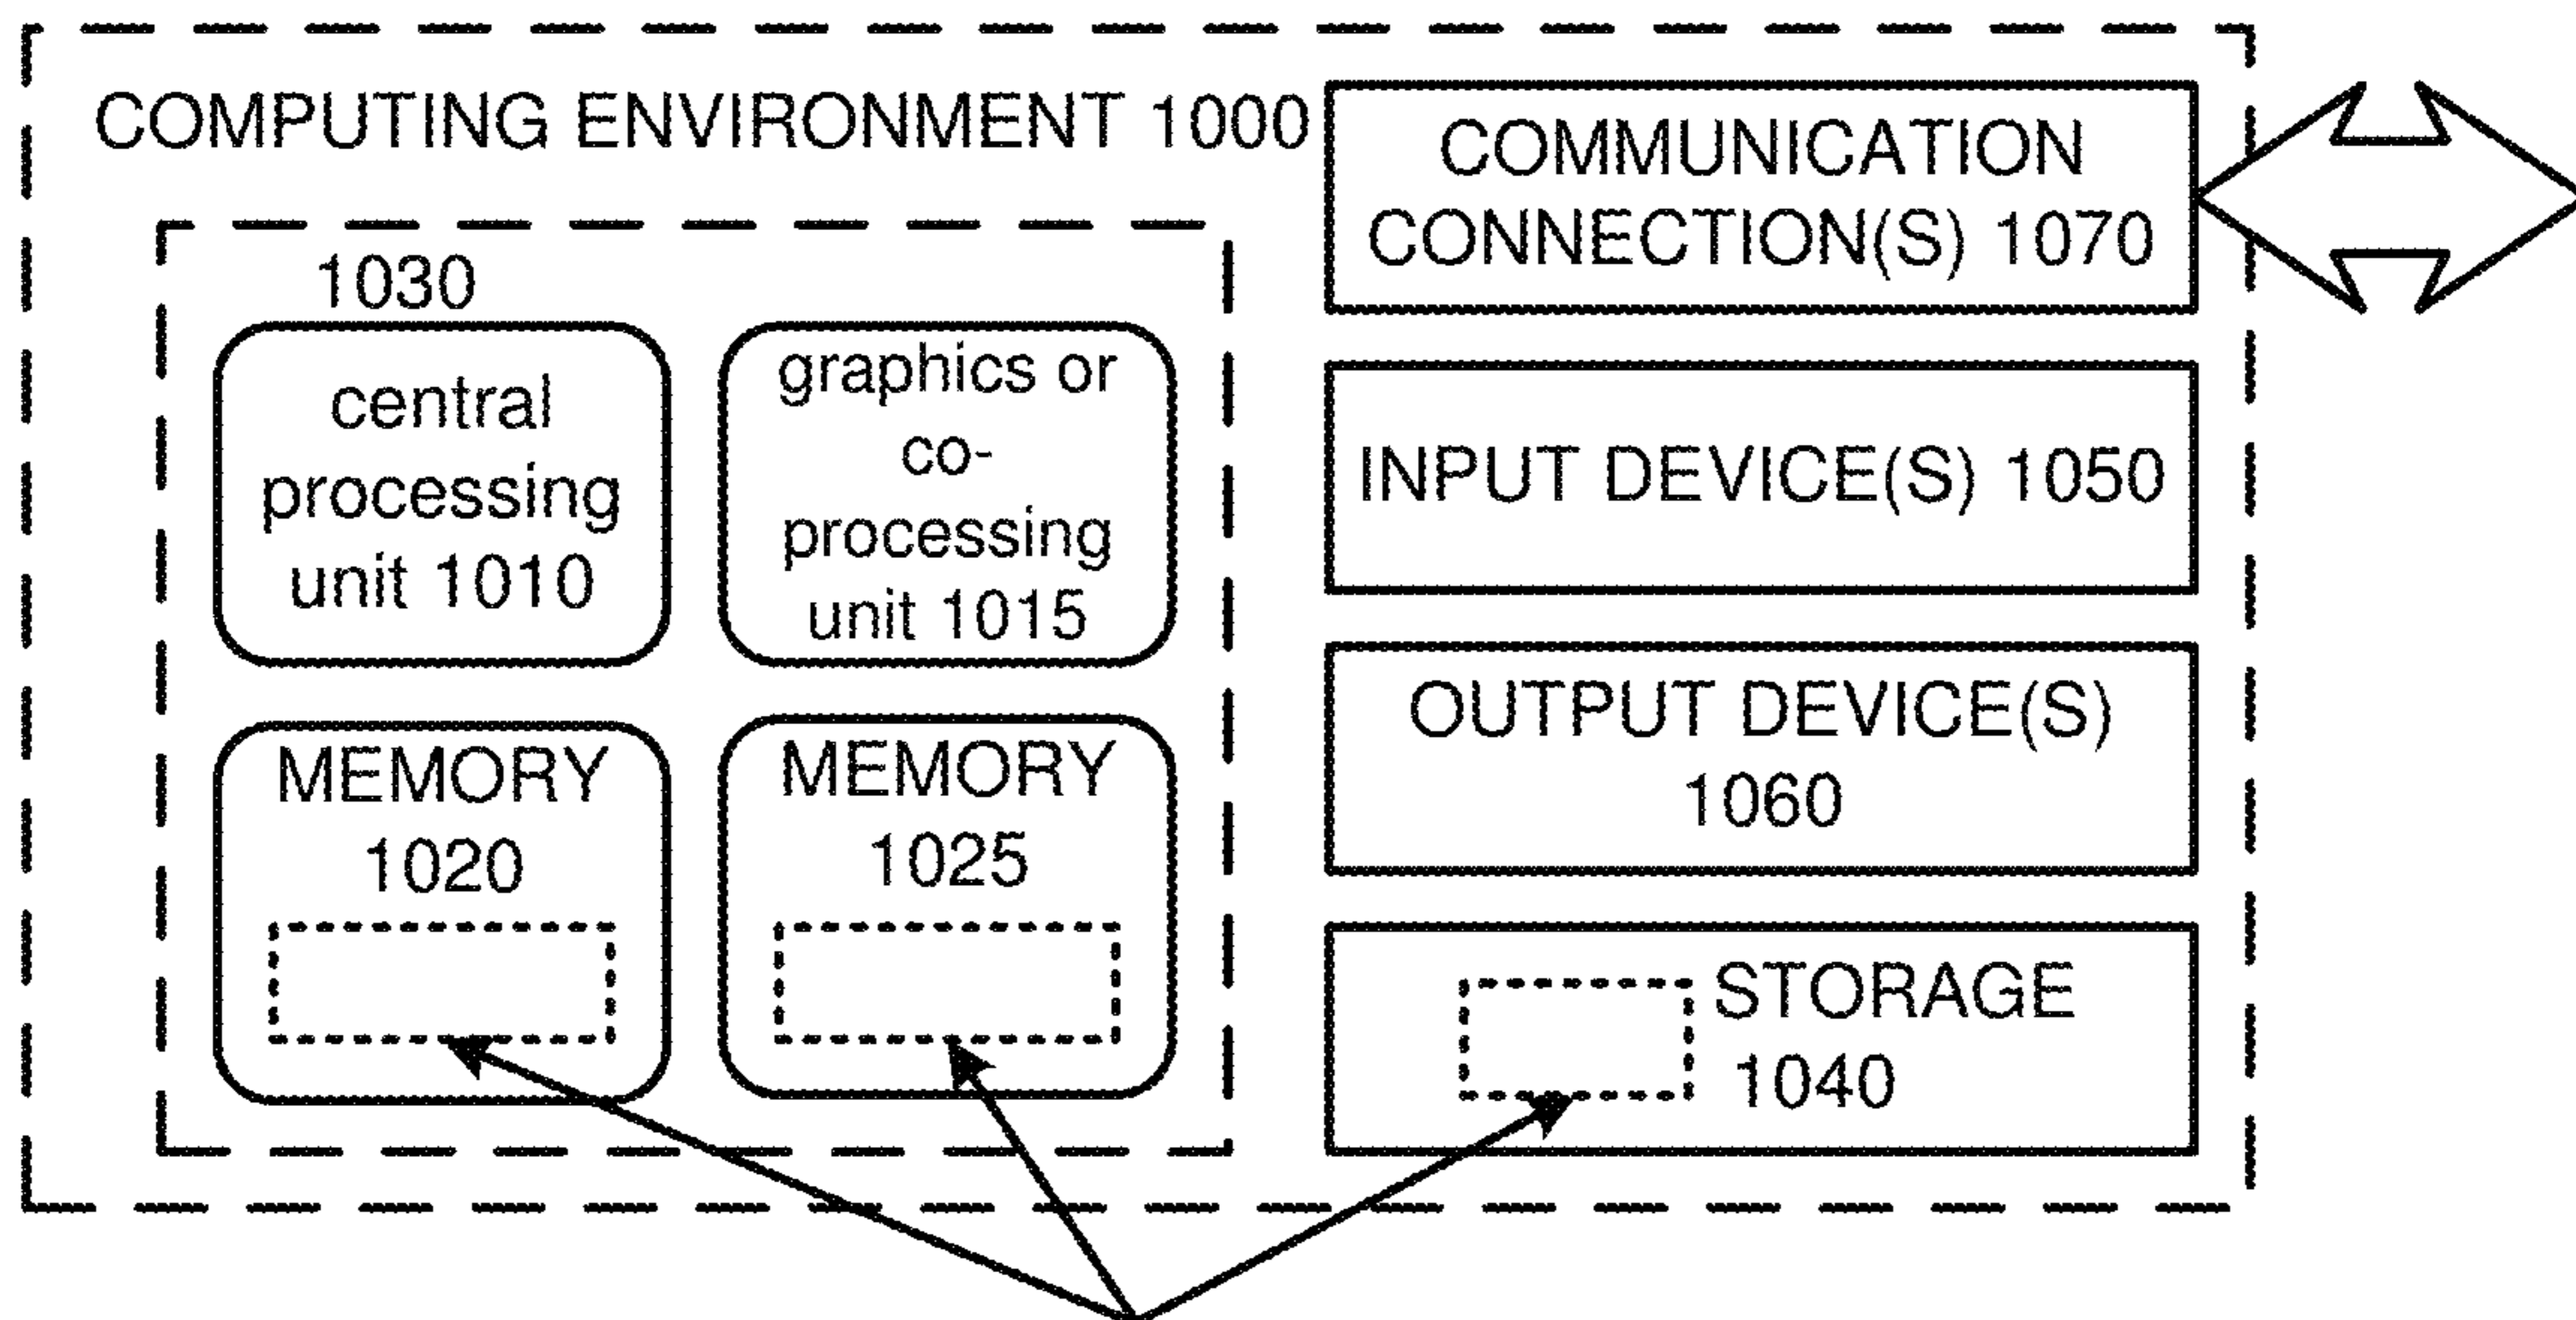 COMPUTING ENVIRONMENT 1000
COMMUNICATION
CONNECTION(S) 1070
1030
central
processing
unit 1010
graphics or
co-
processing
unit 1015
INPUT DEVICE(S) 1050
OUTPUT DEVICE(S)
1060
MEMORY
1020
MEMORY
1025
STORAGE
1040